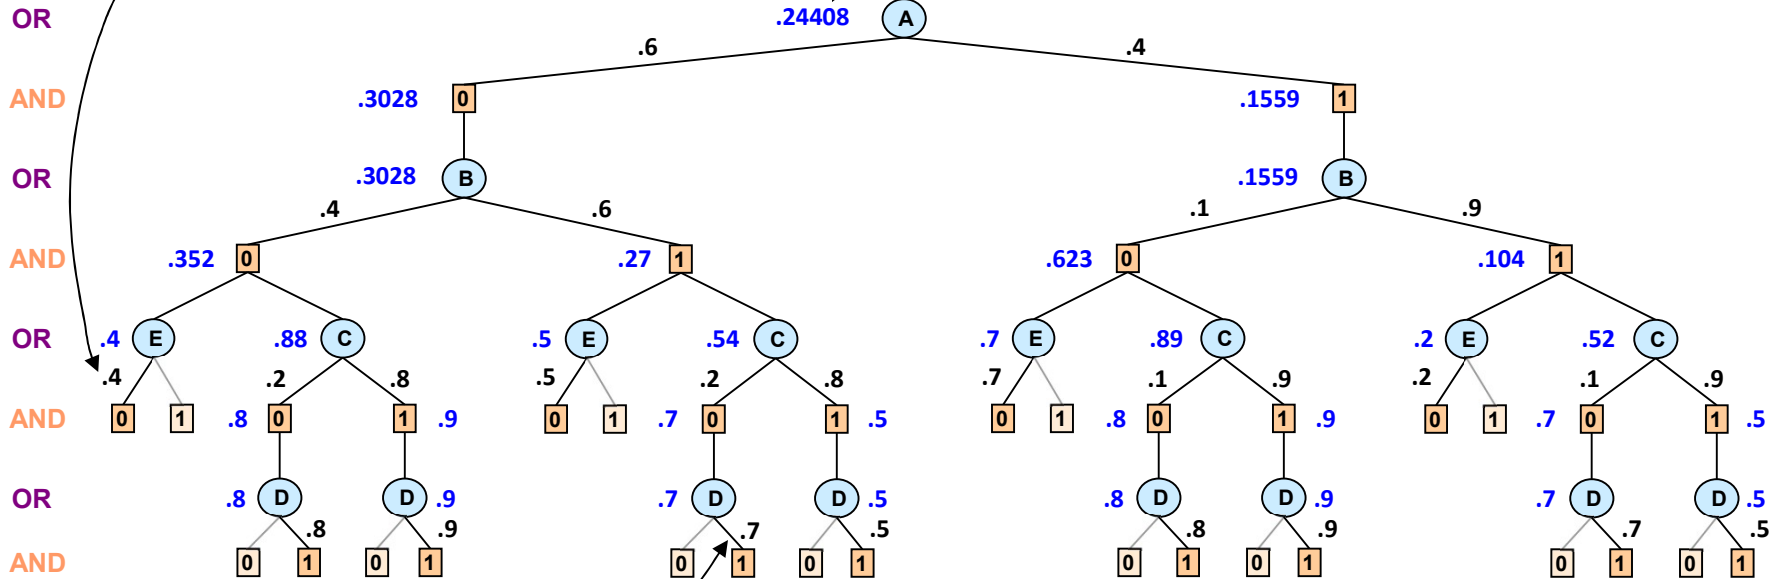 OR .24408 A
.6 .4
AND .3028 0 .1559 1
OR .3028 B .1559 B
.4 .6 .1 .9
AND .352 0 .27 1 .623 0 .104 1
OR .4 E .88 C .5 E .54 C .7 E .89 C .2 E .52 C
.4 .2 .8 .5 .2 .8 .7 .1 .9 .2 .1 .9
AND 0 1 .8 0 1 .9 0 1 .7 0 1 .5 0 1 .8 0 1 .9 0 1 .7 0 1 .5
OR .8 D D .9 .7 D D .5 .8 D D .9 .7 D D .5
.8 .9 .7 .5 .8 .9 .7 .5
AND 0 1 0 1 0 1 0 1 0 1 0 1 0 1 0 1